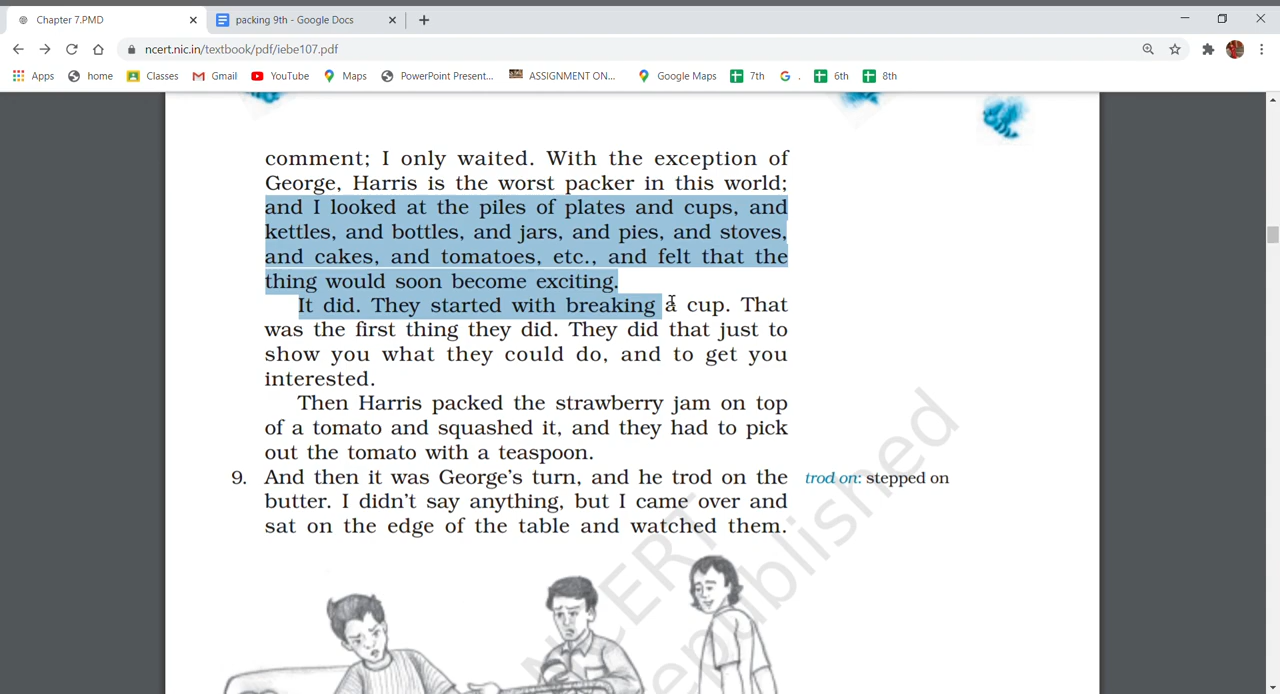 Chapter 7.PMD
packing 9th - Google Docs
ncert.nic.in/textbook/pdf/iebe107.pdf
Apps home Classes Gmail YouTube Maps PowerPoint Present... ASSIGNMENT ON... Google Maps 7th . 6th 8th
comment; I only waited. With the exception of
George, Harris is the worst packer in this world;
and I looked at the piles of plates and cups, and
kettles, and bottles, and jars, and pies, and stoves,
and cakes, and tomatoes, etc., and felt that the
thing would soon become exciting.
It did. They started with breaking a cup. That
was the first thing they did. They did that just to
show you what they could do, and to get you
interested.
Then Harris packed the strawberry jam on top
of a tomato and squashed it, and they had to pick
out the tomato with a teaspoon.
9. And then it was George's turn, and he trod on the
trod on: stepped on
butter. I didn't say anything, but I came over and
sat on the edge of the table and watched them.
NCERT
republished